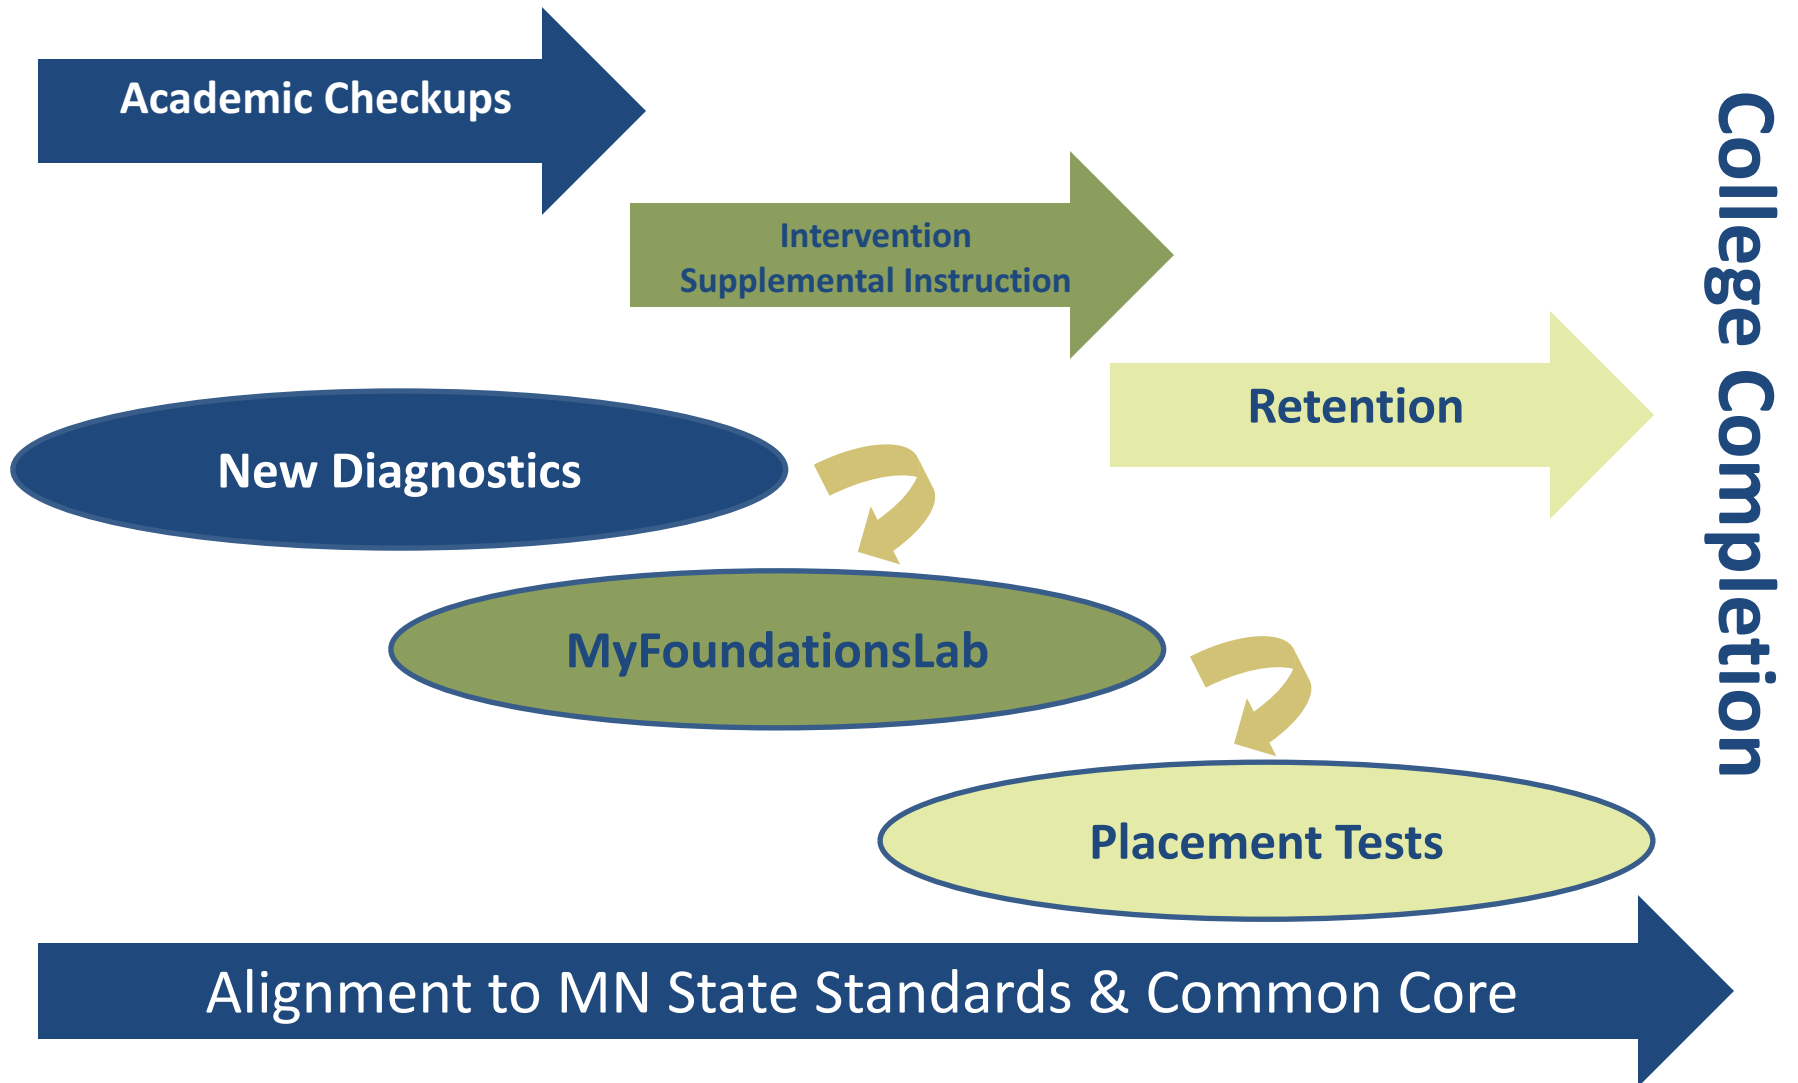 Academic Checkups
Intervention
Supplemental Instruction
Retention
New Diagnostics
MyFoundationsLab
Placement Tests
Alignment to MN State Standards & Common Core
College Completion